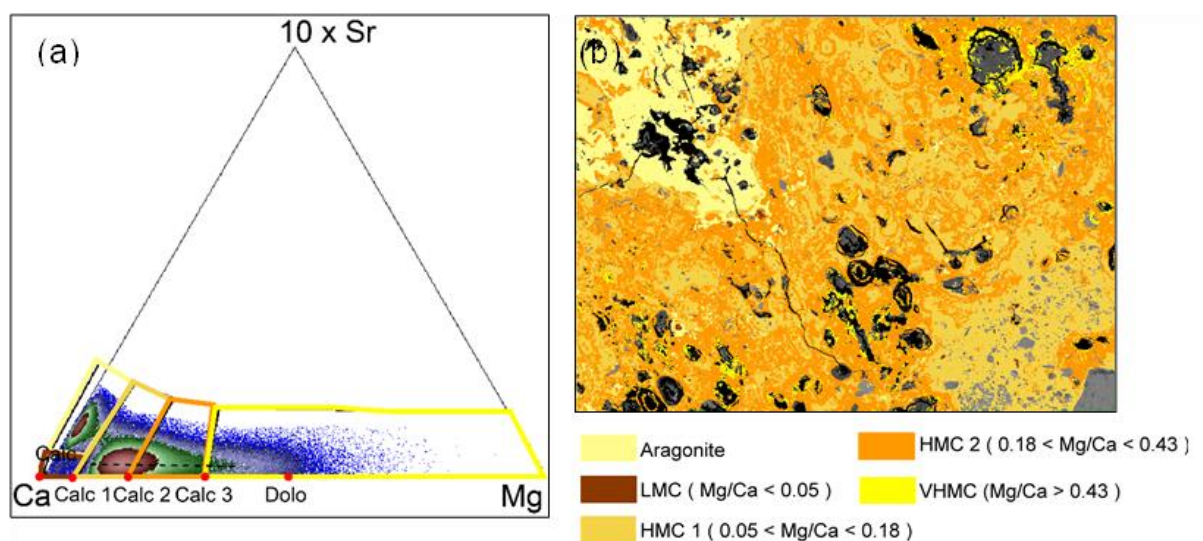 (a)
10 x Sr
Calc
Ca
Calc 1
Calc 2
Calc 3
Dolo
Mg
(b)
Aragonite
LMC ( Mg/Ca < 0.05 )
HMC 1 ( 0.05 < Mg/Ca < 0.18 )
HMC 2 ( 0.18 < Mg/Ca < 0.43 )
VHMC (Mg/Ca > 0.43 )